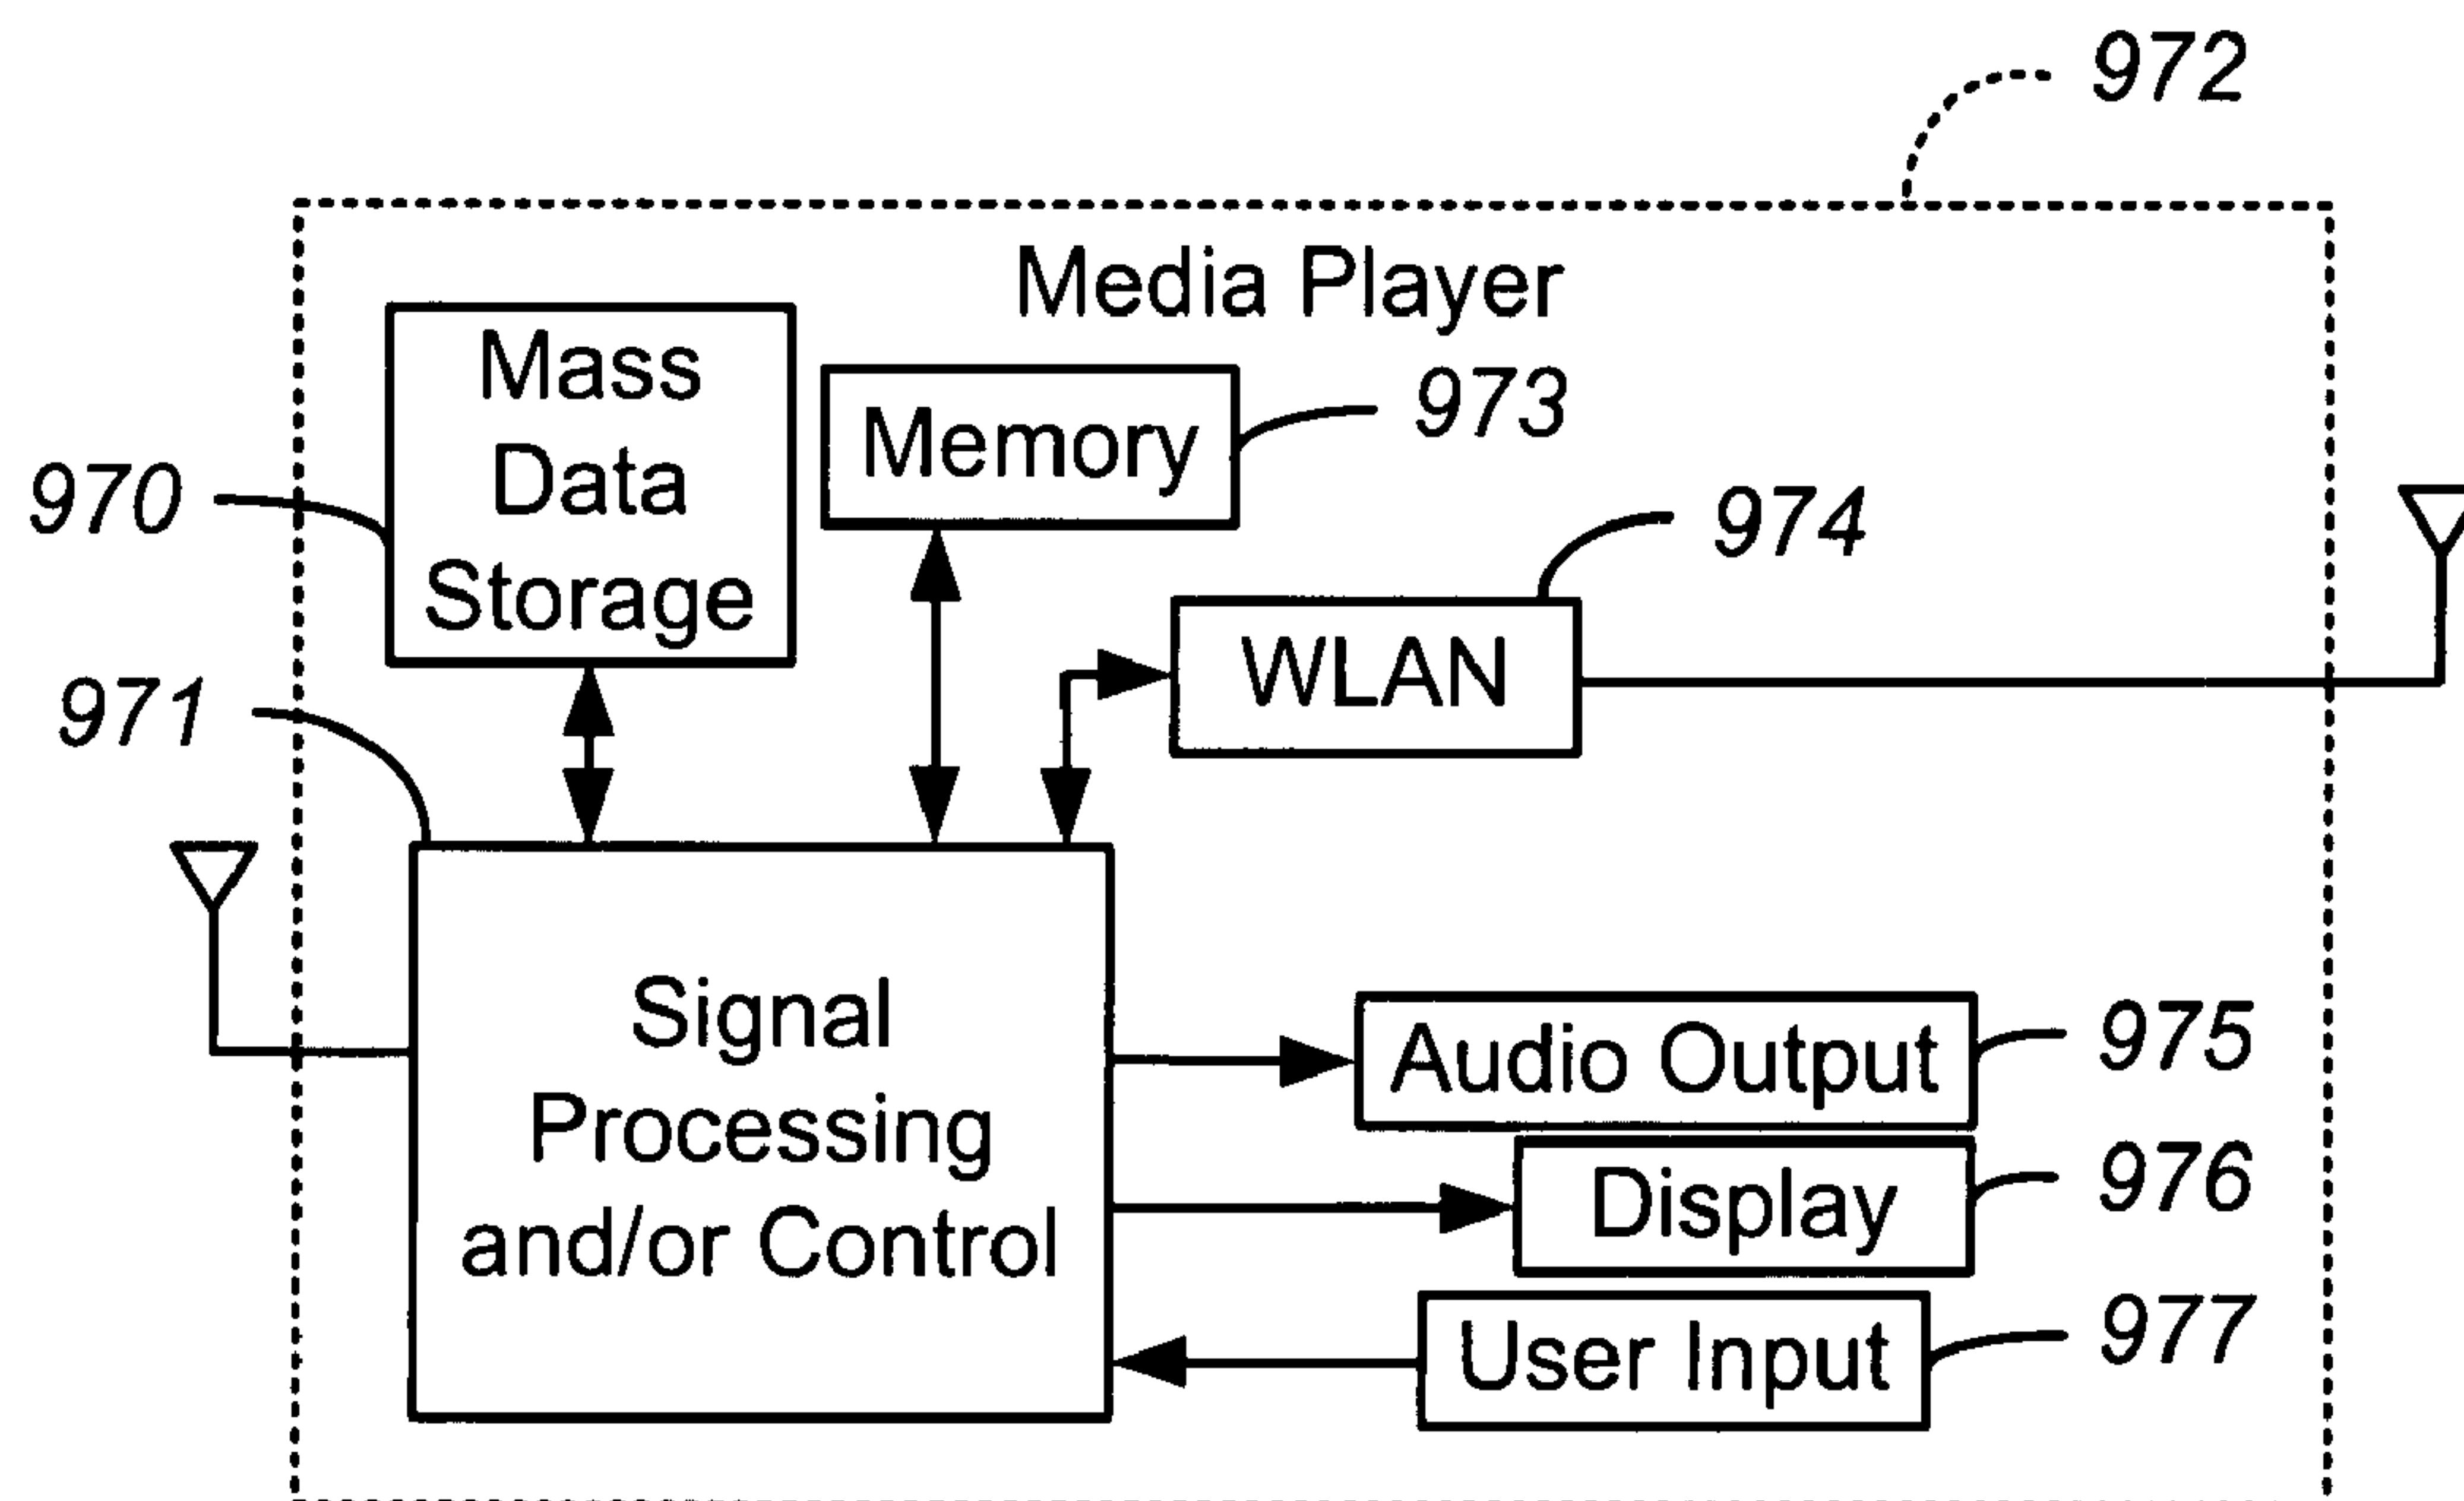 972
Media Player
Mass
Data
Storage
Memory
973
970
974
WLAN
971
Signal
Processing
and/or Control
Audio Output
975
Display
976
User Input
977